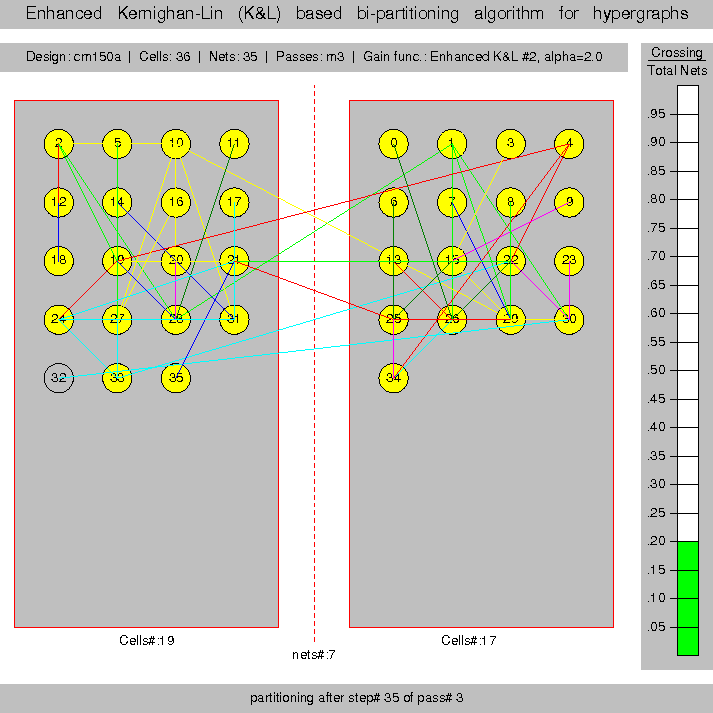 Enhanced Kernighan-Lin (K&L) based bi-partitioning algorithm for hypergraphs
Design: cm150a | Cells: 36 | Nets: 35 | Passes: m3 | Gain func.: Enhanced K&L #2, alpha=2.0
Crossing
Total Nets
.95
.90
.85
.80
.75
.70
.65
.60
.55
.50
.45
.40
.35
.30
.25
.20
.15
.10
.05
2 5 10 11
0 1 3 4
12 14 16 17
6 7 8 9
18 19 20 21
13 15 22 23
24 27 28 31
25 26 29 30
32 33 35
34
Cells#:19
Cells#:17
nets#:7
partitioning after step# 35 of pass# 3